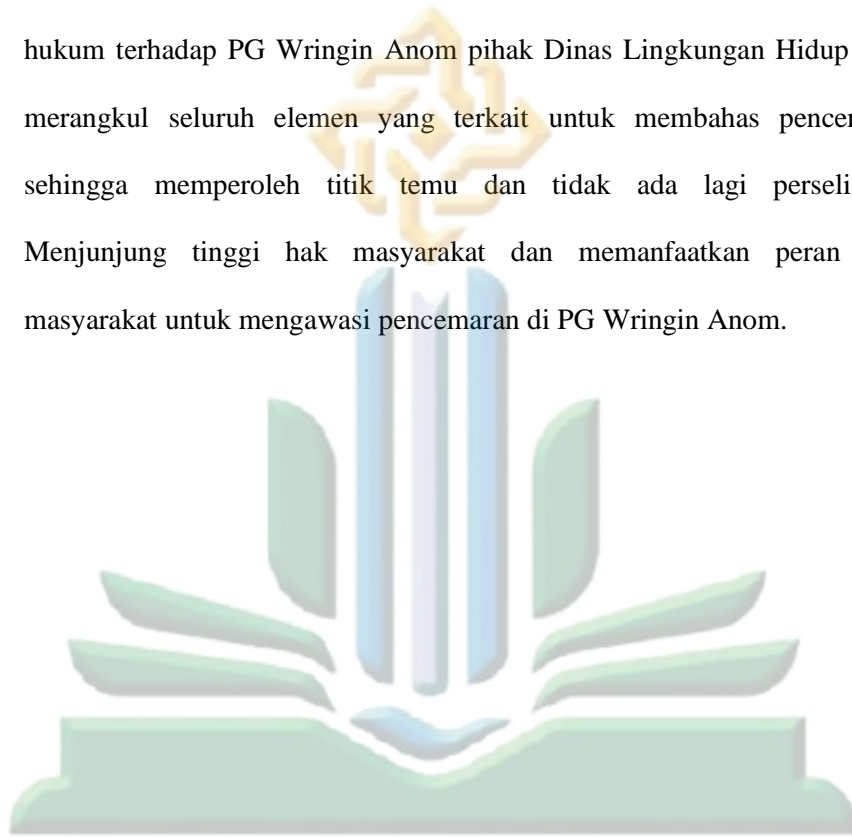 hukum terhadap PG Wringin Anom pihak Dinas Lingkungan Hidup
merangkul seluruh elemen yang terkait untuk membahas
sehingga memperoleh titik temu dan tidak ada lagi
Menjunjung tinggi hak masyarakat dan memanfaatkan peran
masyarakat untuk mengawasi pencemaran di PG Wringin Anom.